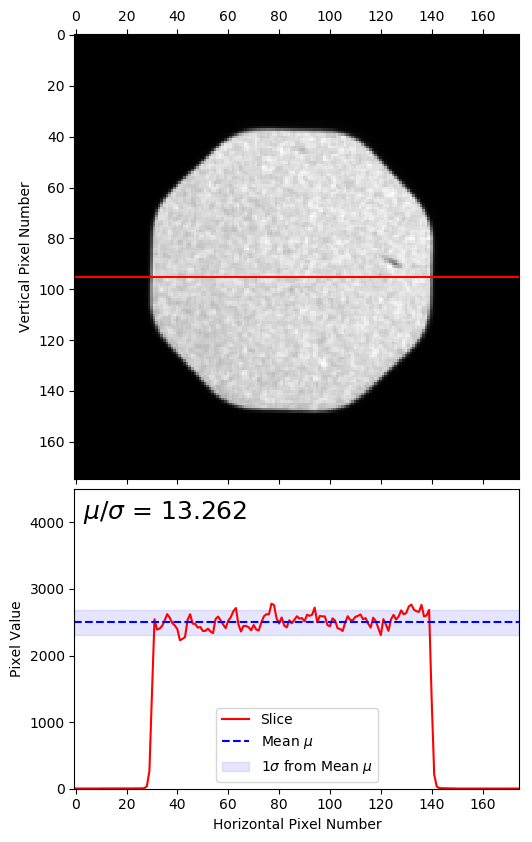 0 20 40 60 80 100 120 140 160
0
20
40
60
80
100
120
140
160
Vertical Pixel Number
μ/σ = 13.262
4000
3000
2000
1000
0
Pixel Value
Slice
Mean μ
1σ from Mean μ
0 20 40 60 80 100 120 140 160
Horizontal Pixel Number